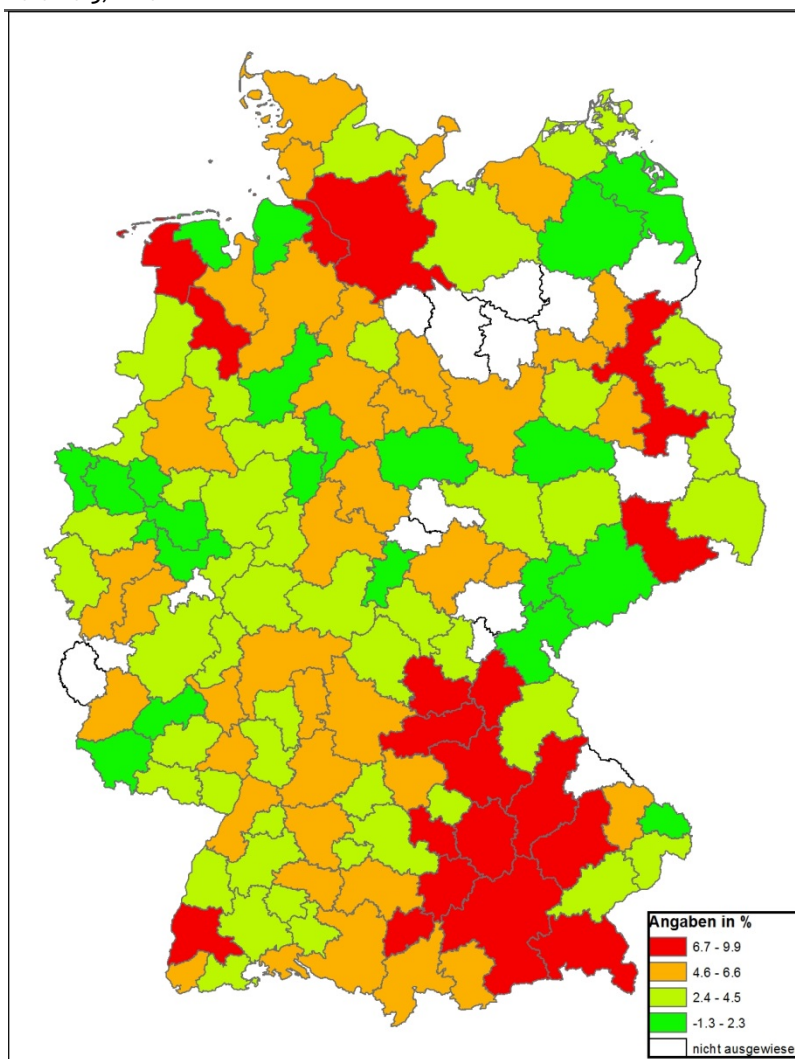 Angaben in %
6.7 - 9.9
4.6 - 6.6
2.4 - 4.5
-1.3 - 2.3
nicht ausgewiese